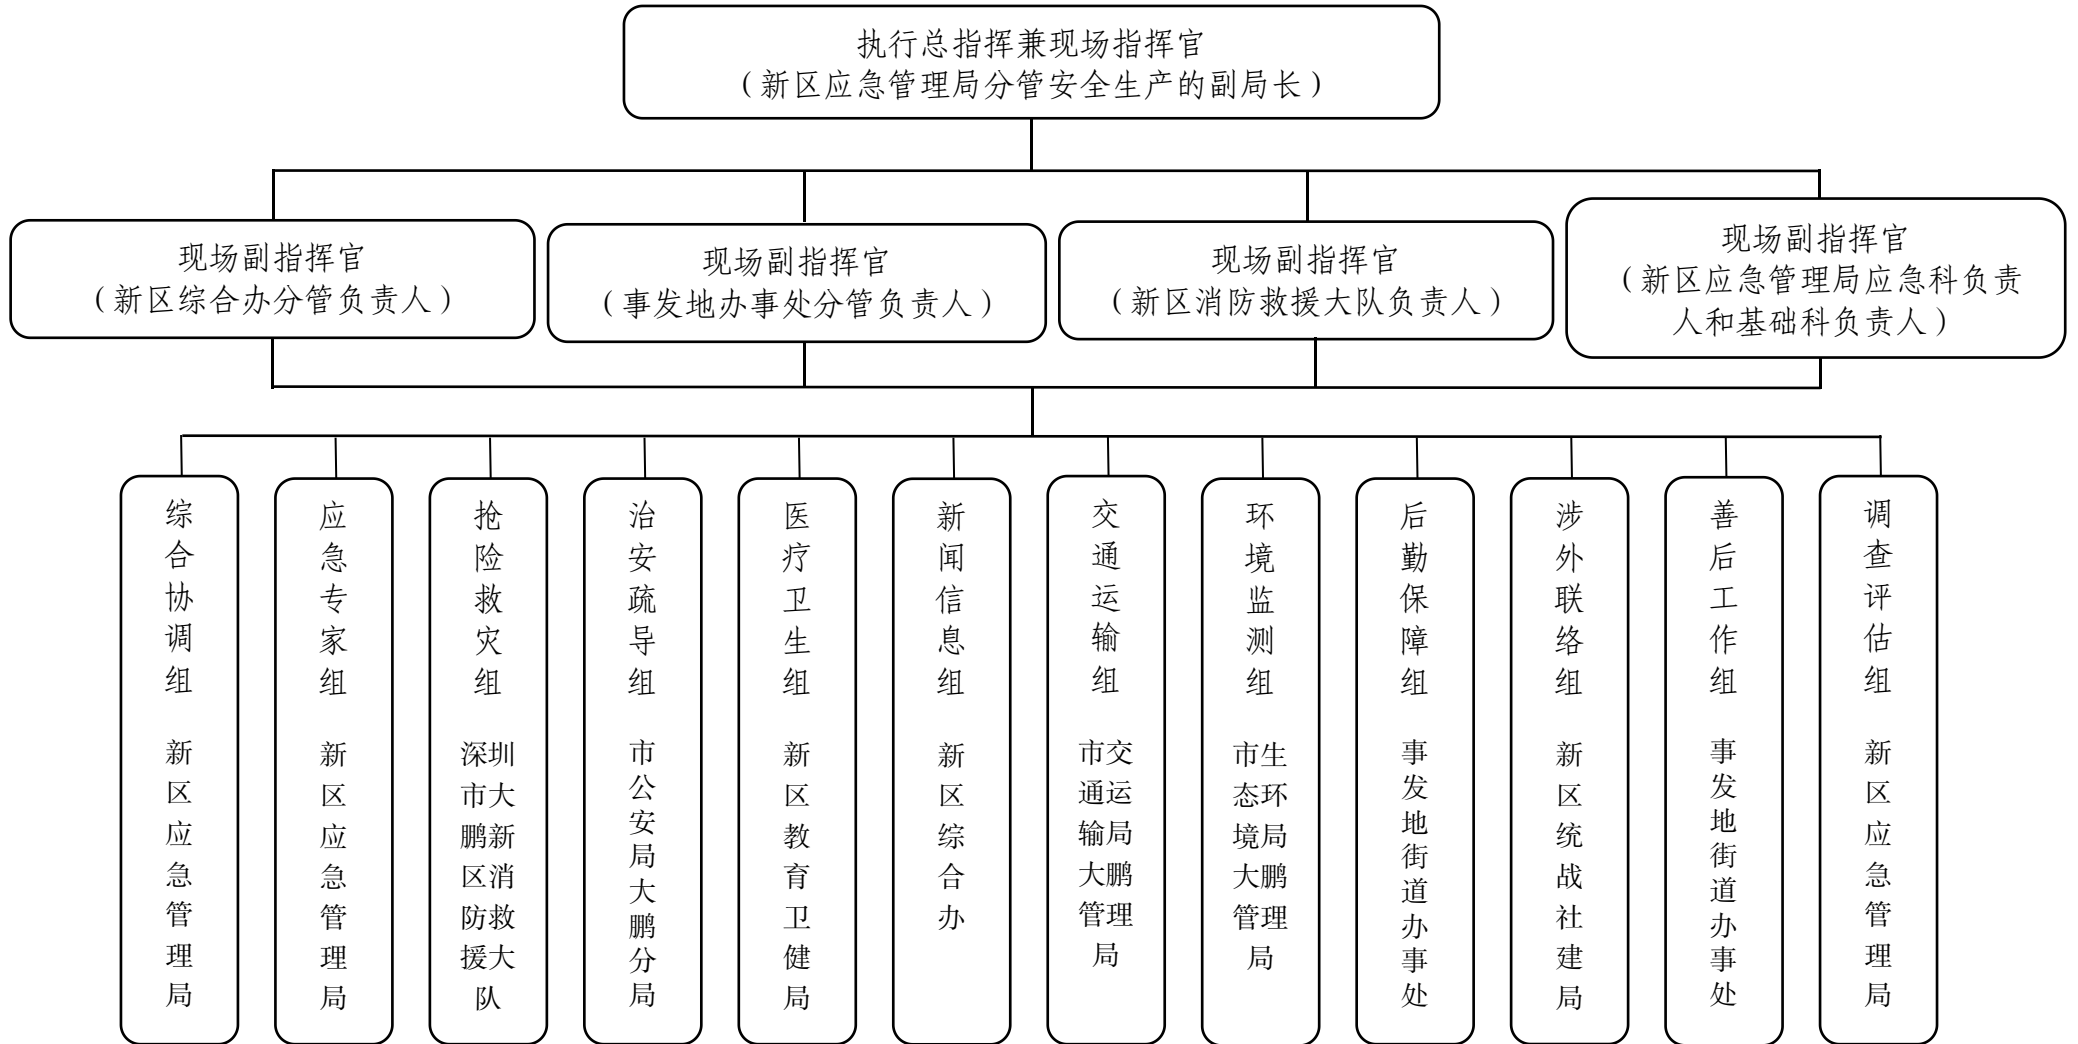 执行总指挥兼现场指挥官
（新区应急管理局分管安全生产的副局长）
现场副指挥官
（新区综合办分管负责人）
现场副指挥官
（事发地办事处分管负责人）
现场副指挥官
（新区消防救援大队负责人）
现场副指挥官
（新区应急管理局应急科负责
人和基础科负责人）
综合协调组
新区应急管理局
应急专家组
新区应急管理局
抢险救灾组
深圳
市大
鹏新
区消
防救
援大
队
治安疏导组
市公安局大鹏分局
医疗卫生组
新区教育卫健局
新闻信息组
新区综合办
交通运输组
市交
通运
输局
大鹏
管理
局
环境监测组
市生
态环
境局
大鹏
管理
局
后勤保障组
事发地街道办事处
涉外联络组
新区统战社建局
善后工作组
事发地街道办事处
调查评估组
新区应急管理局